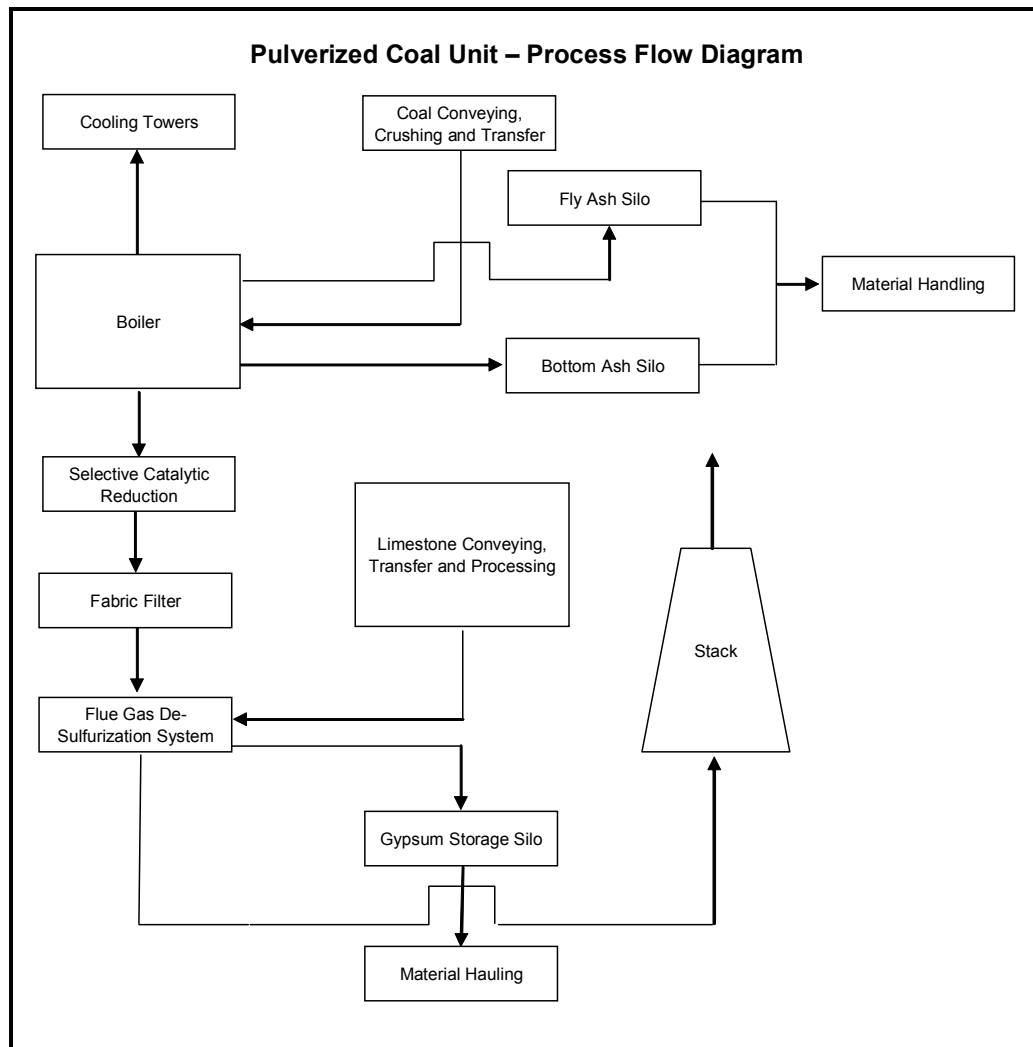 Pulverized Coal Unit – Process Flow Diagram
Cooling Towers
Coal Conveying,
Crushing and Transfer
Fly Ash Silo
Material Handling
Boiler
Bottom Ash Silo
Selective Catalytic
Reduction
Limestone Conveying,
Transfer and Processing
Fabric Filter
Stack
Flue Gas De-
Sulfurization System
Gypsum Storage Silo
Material Hauling